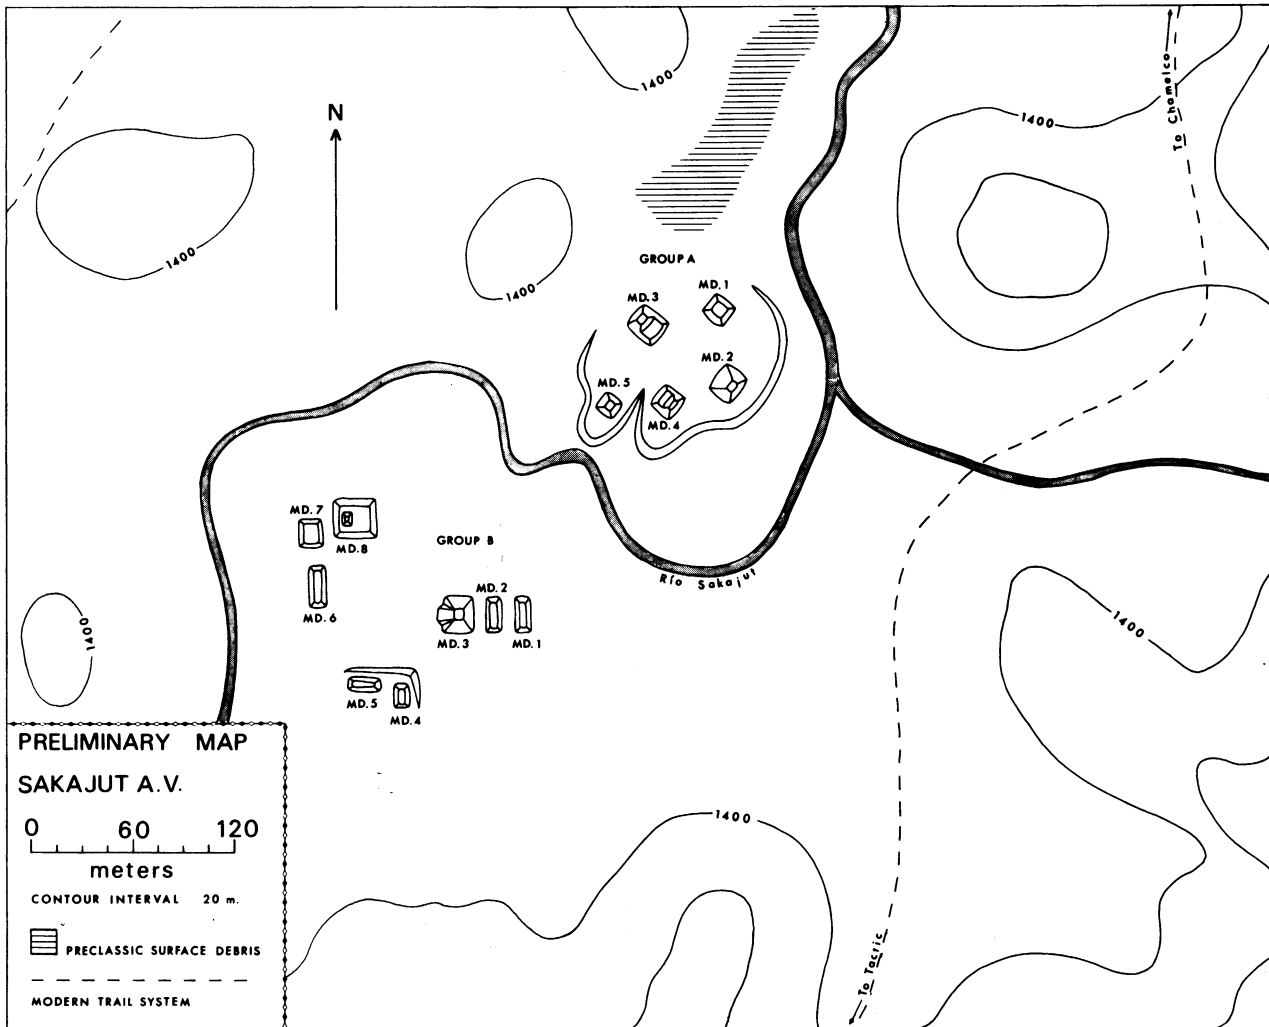 1400
To Chamelco
1400
N
1400
1400
GROUP A
MD.1
MD.3
MD.2
MD.5
MD.4
MD.7
MD.8
GROUP B
MD.6
MD.2
MD.3
MD.1
Río Sakajut
1400
1400
MD.5
MD.4
PRELIMINARY MAP
SAKAJUT A.V.
0 60 120
meters
CONTOUR INTERVAL 20 m.
PRECLASSIC SURFACE DEBRIS
MODERN TRAIL SYSTEM
1400
To Tactic